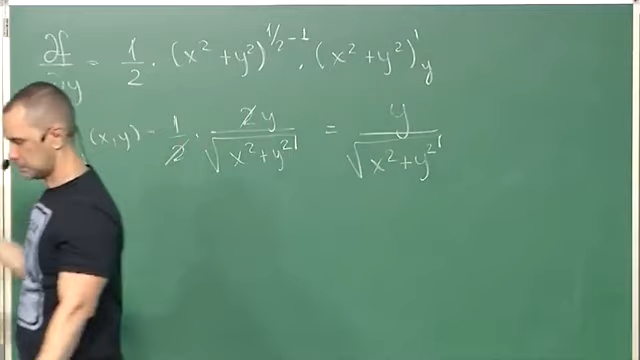 ∂f/∂y = 1/2 · (x² + y²)^(1/2 - 1) · (x² + y²)'_y
(x,y) = 1/2 · 2y/√(x² + y²) = y/√(x² + y²)